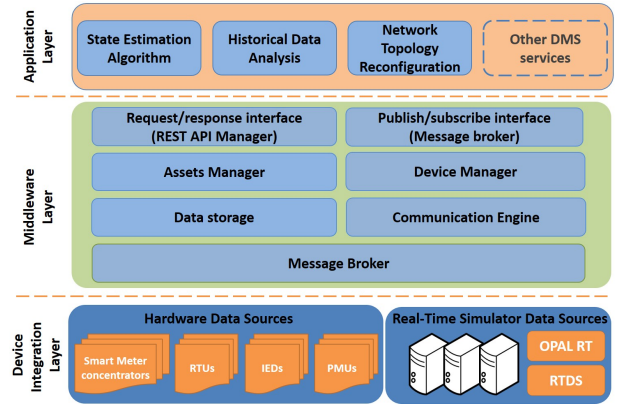 Application
Layer
State Estimation
Algorithm
Historical Data
Analysis
Network
Topology
Reconfiguration
Other DMS
services
Middleware
Layer
Request/response interface
(REST API Manager)
Publish/subscribe interface
(Message broker)
Assets Manager
Device Manager
Data storage
Communication Engine
Message Broker
Device
Integration
Layer
Hardware Data Sources
Smart Meter
concentrators
RTUs
IEDs
PMUs
Real-Time Simulator Data Sources
OPAL RT
RTDS